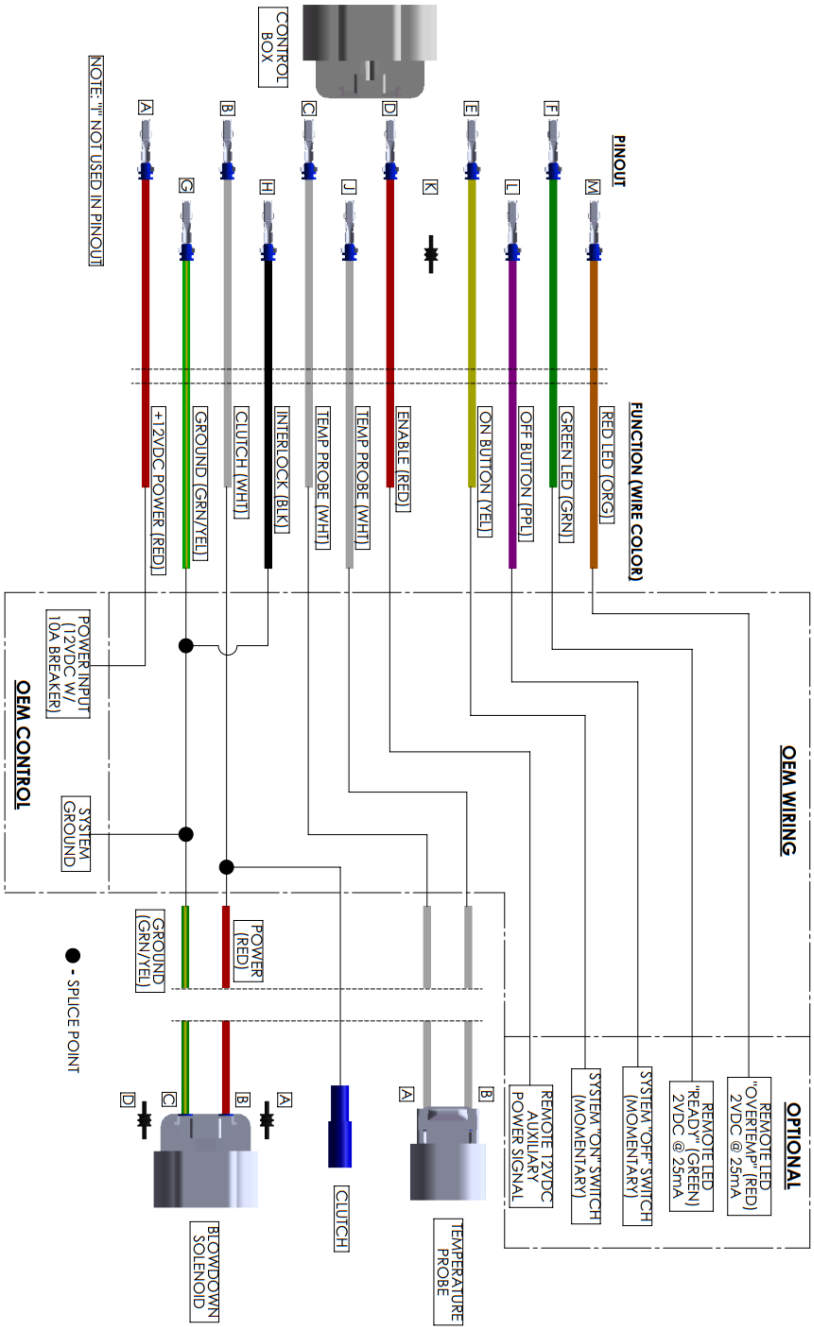 CONTROL
BOX
NOTE: "I" NOT USED IN PINOUT
PINOUT
M
F
L
E
K
D
J
C
H
B
G
A
FUNCTION (WIRE COLOR)
RED LED (ORG)
GREEN LED (GRN)
OFF BUTTON (PPL)
ON BUTTON (YEL)
ENABLE (RED)
TEMP PROBE (WHT)
TEMP PROBE (WHT)
INTERLOCK (BLK)
CLUTCH (WHT)
GROUND (GRN/YEL)
+12VDC POWER (RED)
OEM WIRING
OEM CONTROL
POWER INPUT
(12VDC W/
10A BREAKER)
SYSTEM
GROUND
POWER
(RED)
GROUND
(GRN/YEL)
- SPLICE POINT
OPTIONAL
REMOTE LED
"OVERTEMP" (RED)
2VDC @ 25mA
REMOTE LED
"READY" (GREEN)
2VDC @ 25mA
SYSTEM "OFF" SWITCH
(MOMENTARY)
SYSTEM "ON" SWITCH
(MOMENTARY)
REMOTE 12VDC
AUXILIARY
POWER SIGNAL
B
A
TEMPERATURE
PROBE
CLUTCH
A
B
C
D
BLOWDOWN
SOLENOID